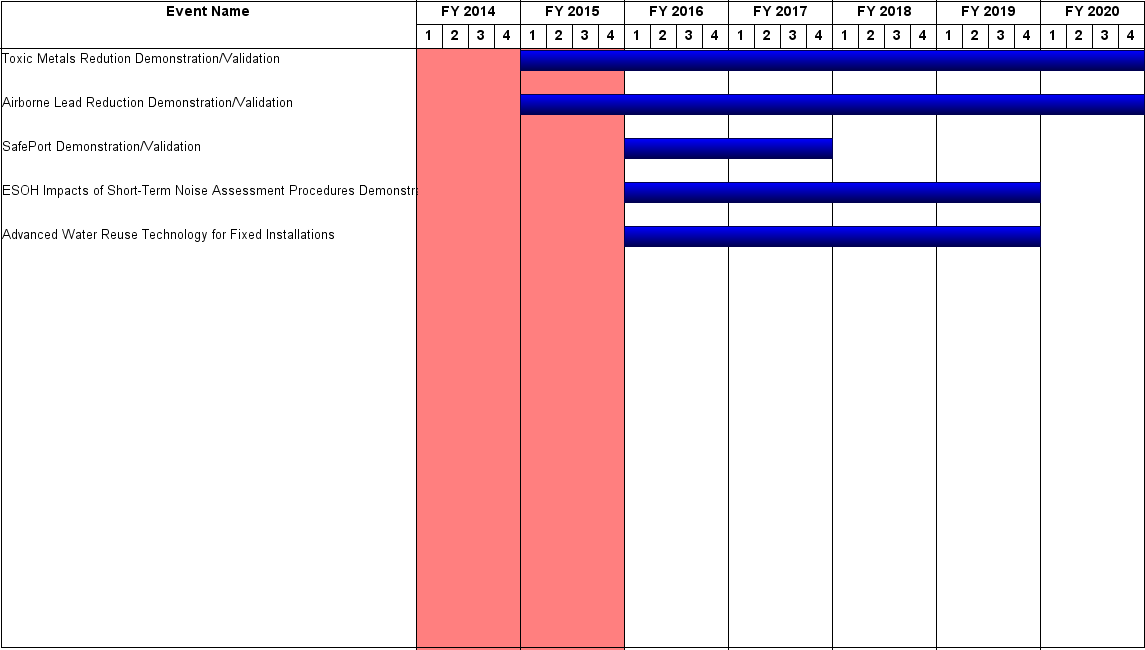 Event Name FY 2014 FY 2015 FY 2016 FY 2017 FY 2018 FY 2019 FY 2020
1 2 3 4 1 2 3 4 1 2 3 4 1 2 3 4 1 2 3 4 1 2 3 4 1 2 3 4
Toxic Metals Redution Demonstration/Validation
Airborne Lead Reduction Demonstration/Validation
SafePort Demonstration/Validation
ESOH Impacts of Short-Term Noise Assessment Procedures Demonstr
Advanced Water Reuse Technology for Fixed Installations